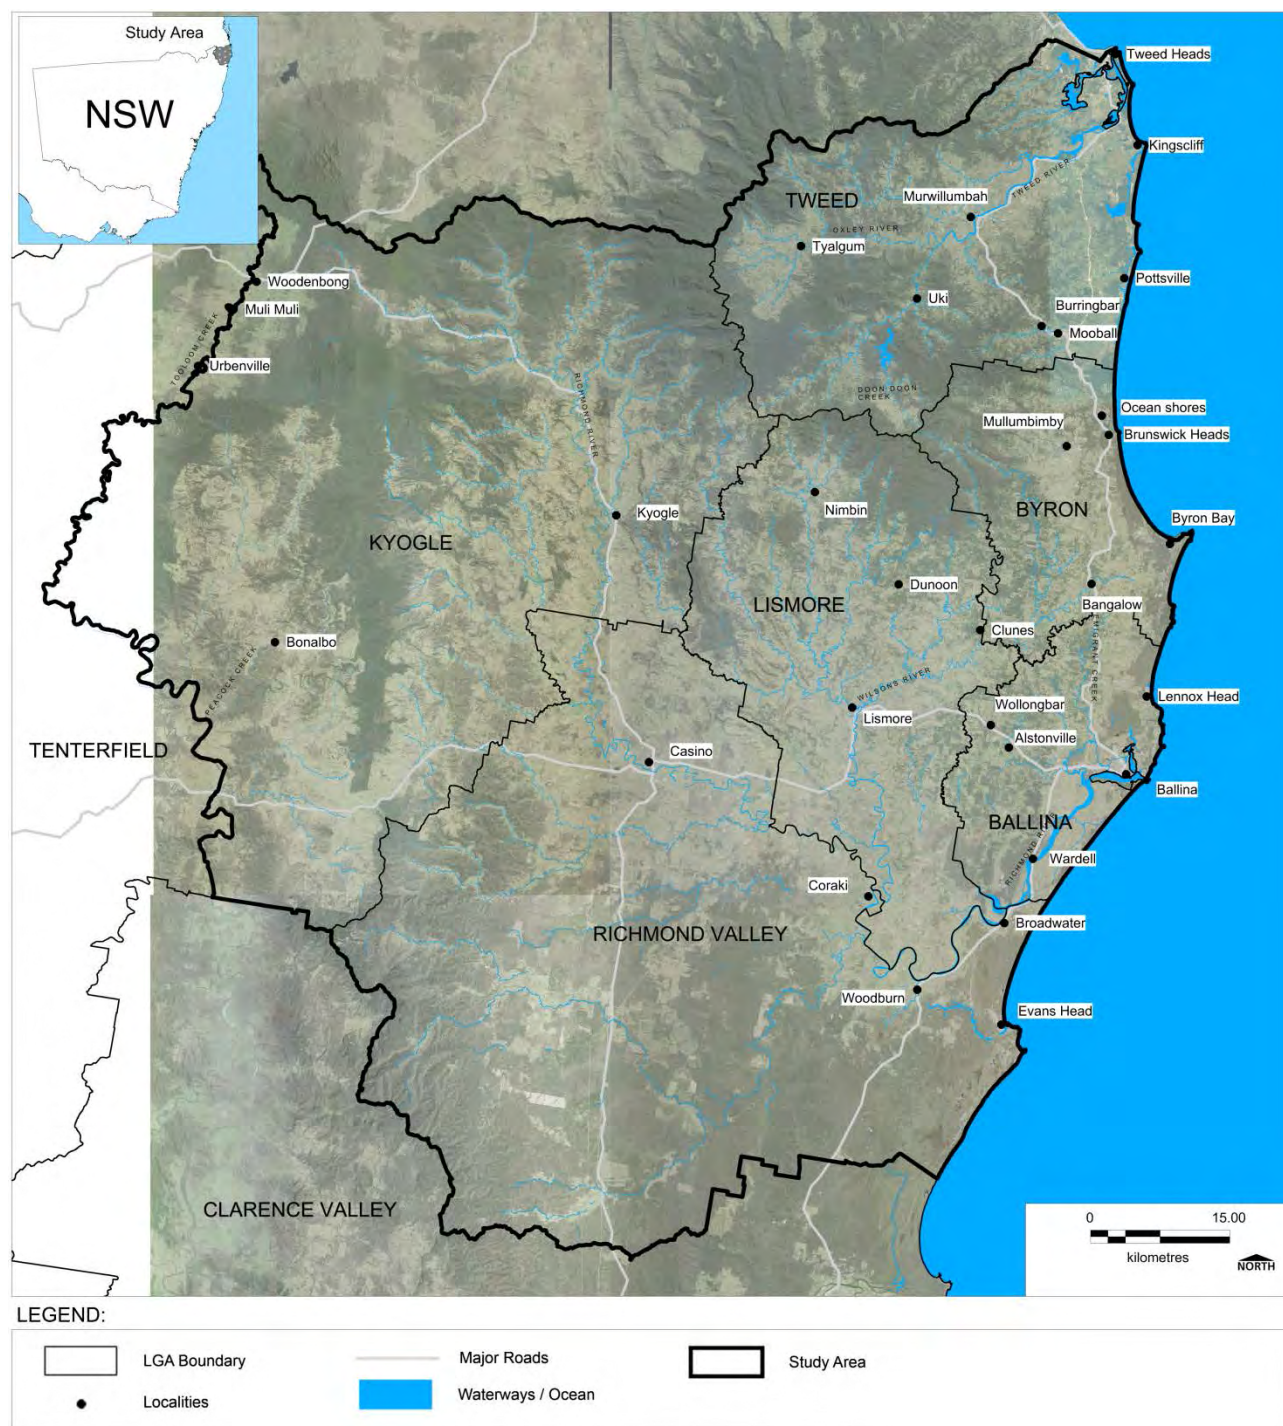 Study Area
NSW
Tweed Heads
Kingscliff
TWEED
Murwillumbah
TWEED RIVER
OXLEY RIVER
Tyalgum
Woodenbong
Pottsville
Uki
Muli Muli
Burringbar
Mooball
TOOLOOM CREEK
Urbenville
RICHMOND RIVER
DOON DOON
CREEK
Ocean shores
Mullumbimby
Brunswick Heads
Nimbin
Kyogle
BYRON
Byron Bay
KYOGLE
Dunoon
LISMORE
Bangalow
Clunes
EMIGRANT CREEK
Bonalbo
PEACOCK CREEK
WILSONS RIVER
Lennox Head
Lismore
Wollongbar
Alstonville
TENTERFIELD
Casino
Ballina
BALLINA
RICHMOND
Wardell
Coraki
RICHMOND VALLEY
Broadwater
Woodburn
Evans Head
CLARENCE VALLEY
0 15.00
kilometres
NORTH
LEGEND:
LGA Boundary
Major Roads
Study Area
Localities
Waterways / Ocean